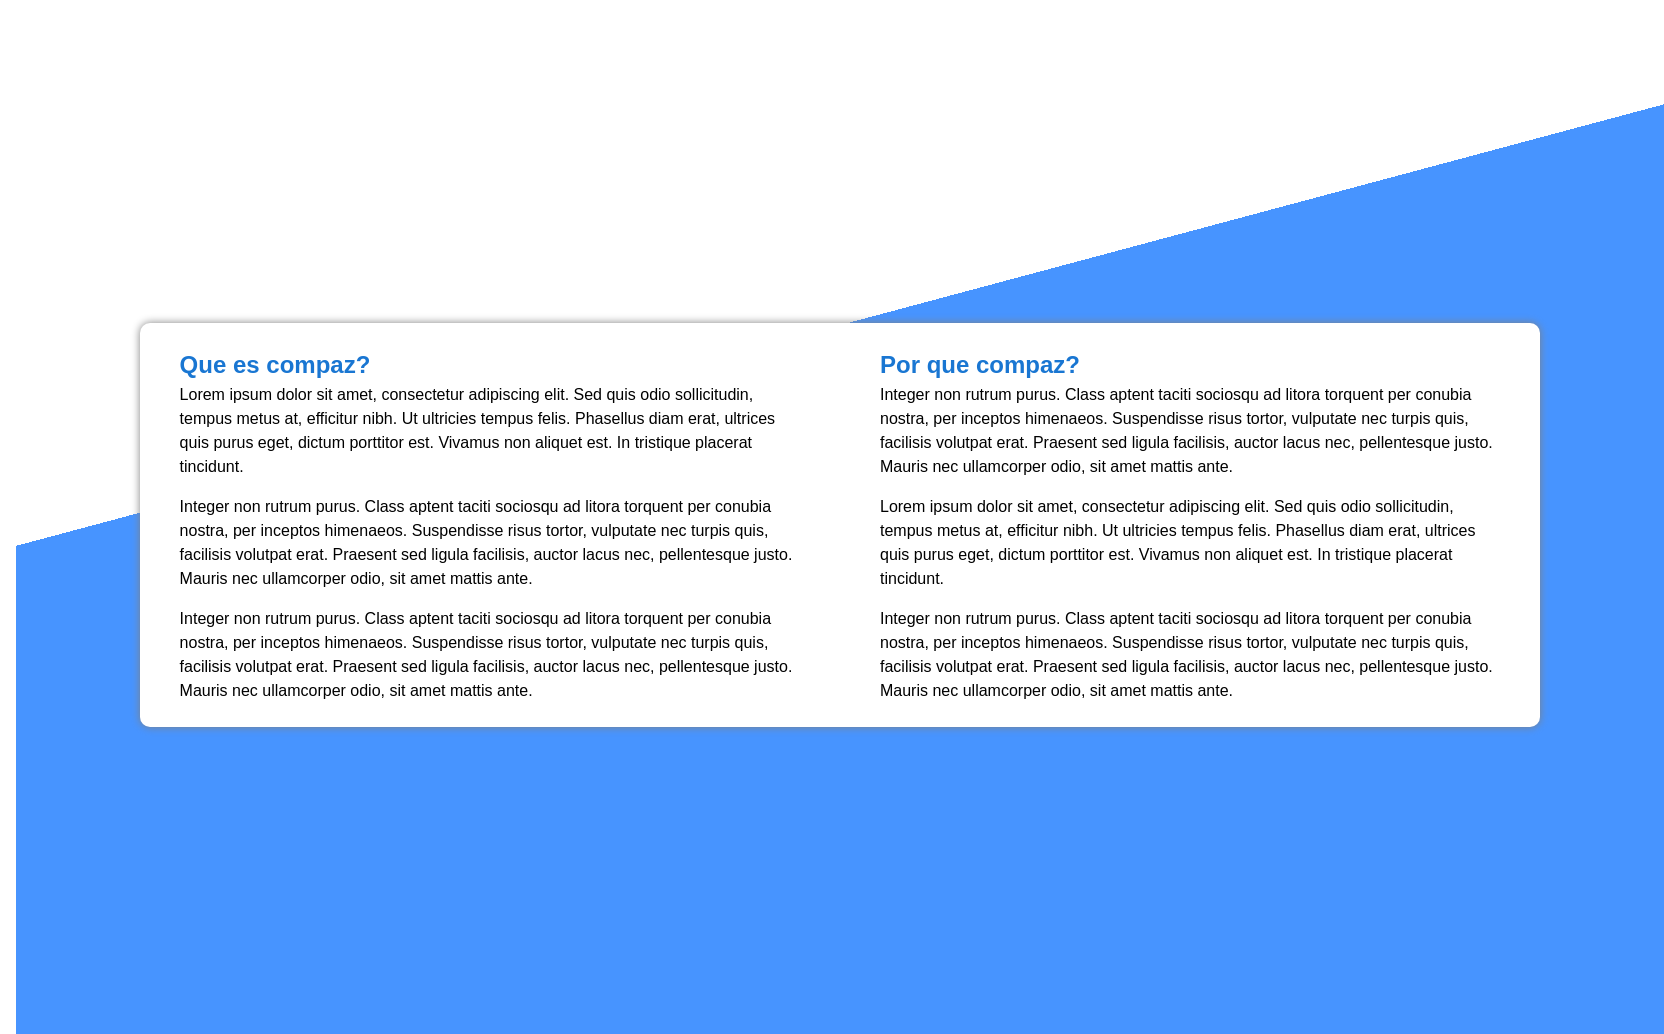 Que es compaz?
Lorem ipsum dolor sit amet, consectetur adipiscing elit. Sed quis odio sollicitudin,
tempus metus at, efficitur nibh. Ut ultricies tempus felis. Phasellus diam erat, ultrices
quis purus eget, dictum porttitor est. Vivamus non aliquet est. In tristique placerat
tincidunt.
Integer non rutrum purus. Class aptent taciti sociosqu ad litora torquent per conubia
nostra, per inceptos himenaeos. Suspendisse risus tortor, vulputate nec turpis quis,
facilisis volutpat erat. Praesent sed ligula facilisis, auctor lacus nec, pellentesque justo.
Mauris nec ullamcorper odio, sit amet mattis ante.
Integer non rutrum purus. Class aptent taciti sociosqu ad litora torquent per conubia
nostra, per inceptos himenaeos. Suspendisse risus tortor, vulputate nec turpis quis,
facilisis volutpat erat. Praesent sed ligula facilisis, auctor lacus nec, pellentesque justo.
Mauris nec ullamcorper odio, sit amet mattis ante.
Por que compaz?
Integer non rutrum purus. Class aptent taciti sociosqu ad litora torquent per conubia
nostra, per inceptos himenaeos. Suspendisse risus tortor, vulputate nec turpis quis,
facilisis volutpat erat. Praesent sed ligula facilisis, auctor lacus nec, pellentesque justo.
Mauris nec ullamcorper odio, sit amet mattis ante.
Lorem ipsum dolor sit amet, consectetur adipiscing elit. Sed quis odio sollicitudin,
tempus metus at, efficitur nibh. Ut ultricies tempus felis. Phasellus diam erat, ultrices
quis purus eget, dictum porttitor est. Vivamus non aliquet est. In tristique placerat
tincidunt.
Integer non rutrum purus. Class aptent taciti sociosqu ad litora torquent per conubia
nostra, per inceptos himenaeos. Suspendisse risus tortor, vulputate nec turpis quis,
facilisis volutpat erat. Praesent sed ligula facilisis, auctor lacus nec, pellentesque justo.
Mauris nec ullamcorper odio, sit amet mattis ante.